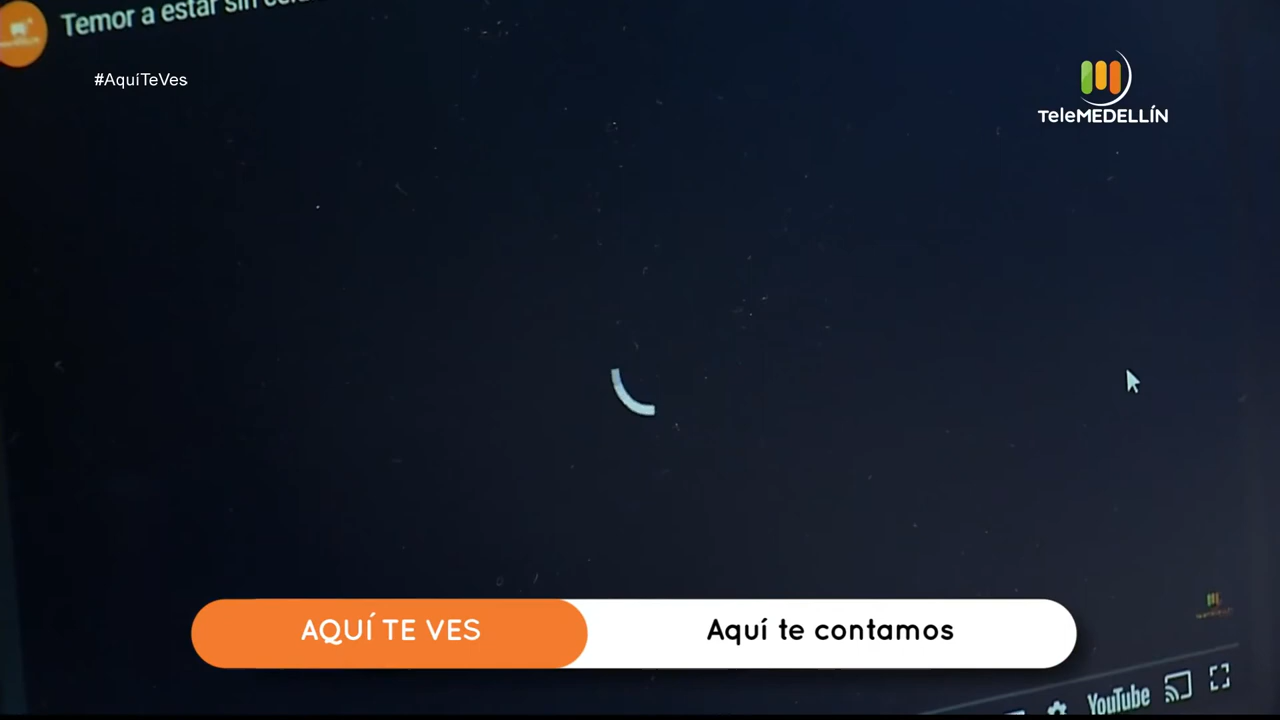 Temor a estar sin
#AquíTeVes
TeleMEDELLÍN
AQUÍ TE VES
Aquí te contamos
YouTube